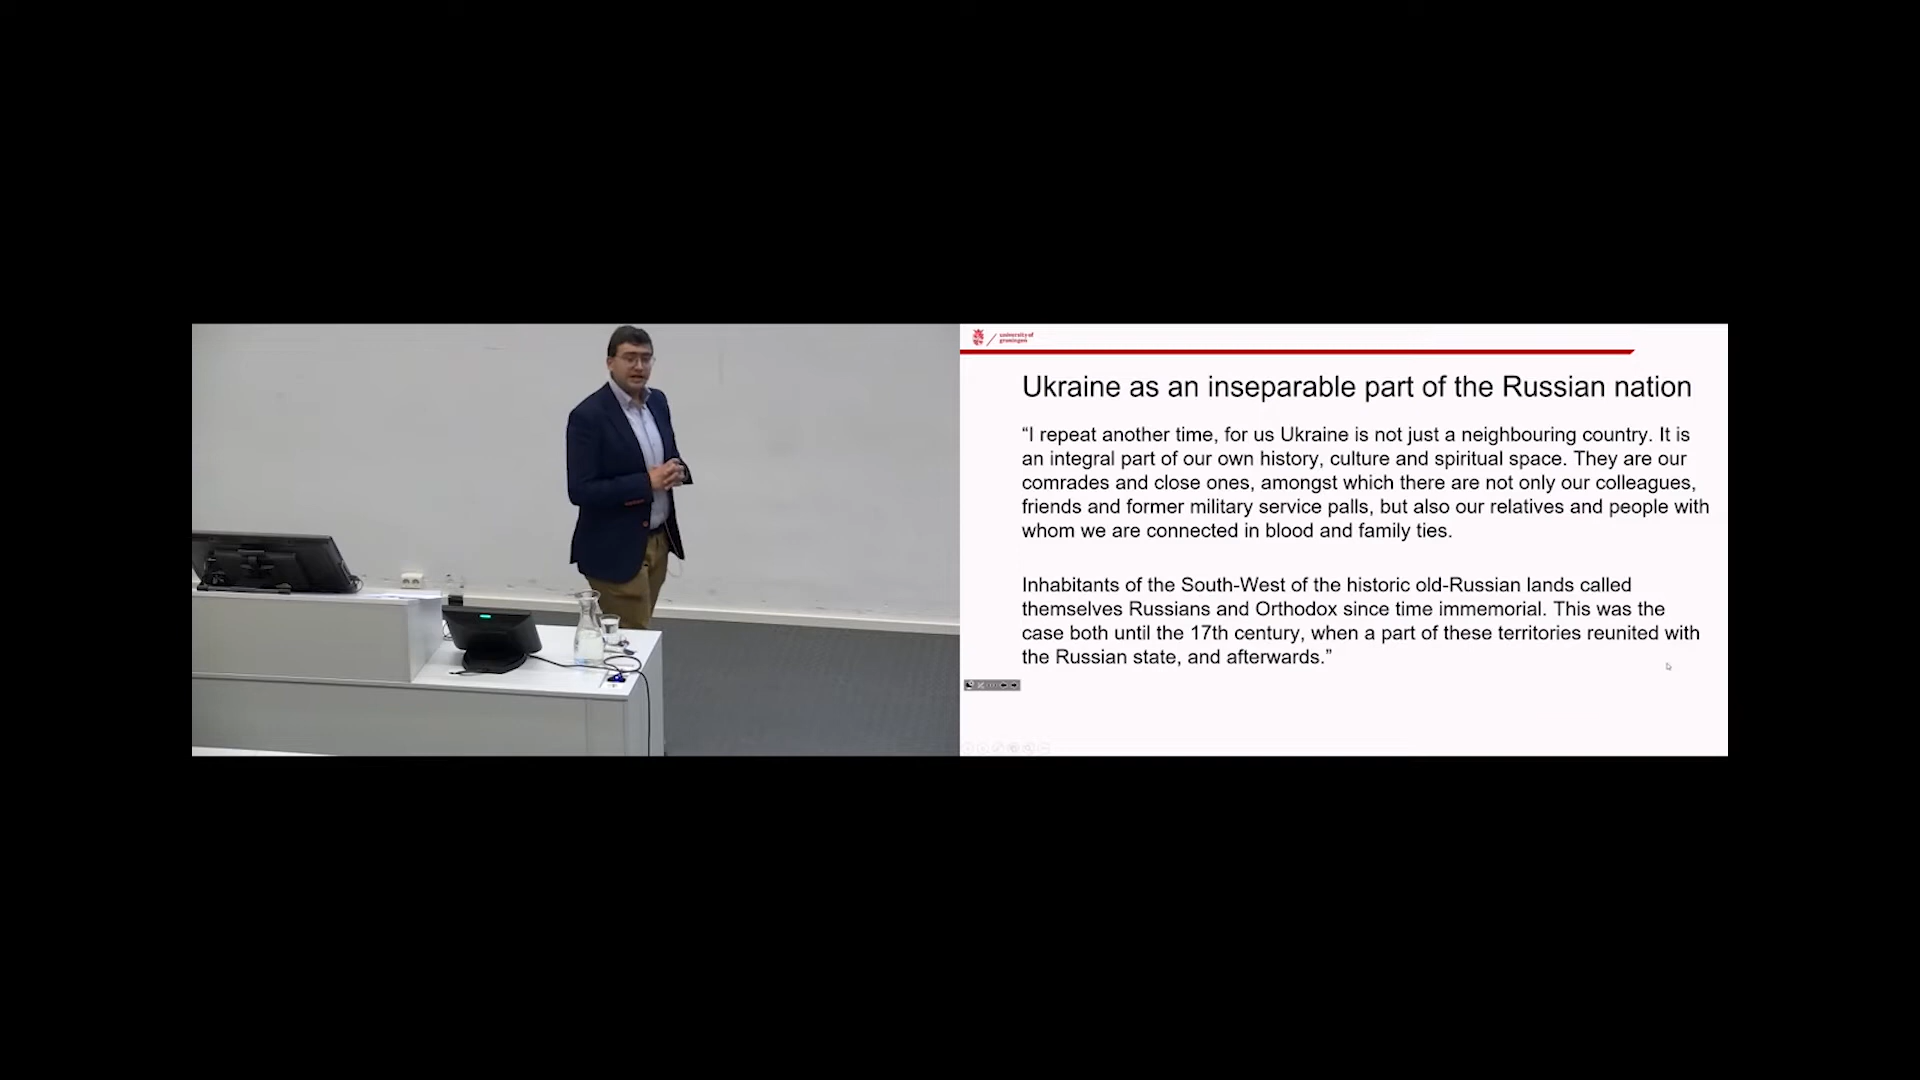 university of
groningen
Ukraine as an inseparable part of the Russian nation
“I repeat another time, for us Ukraine is not just a neighbouring country. It is
an integral part of our own history, culture and spiritual space. They are our
comrades and close ones, amongst which there are not only our colleagues,
friends and former military service palls, but also our relatives and people with
whom we are connected in blood and family ties.
Inhabitants of the South-West of the historic old-Russian lands called
themselves Russians and Orthodox since time immemorial. This was the
case both until the 17th century, when a part of these territories reunited with
the Russian state, and afterwards.”